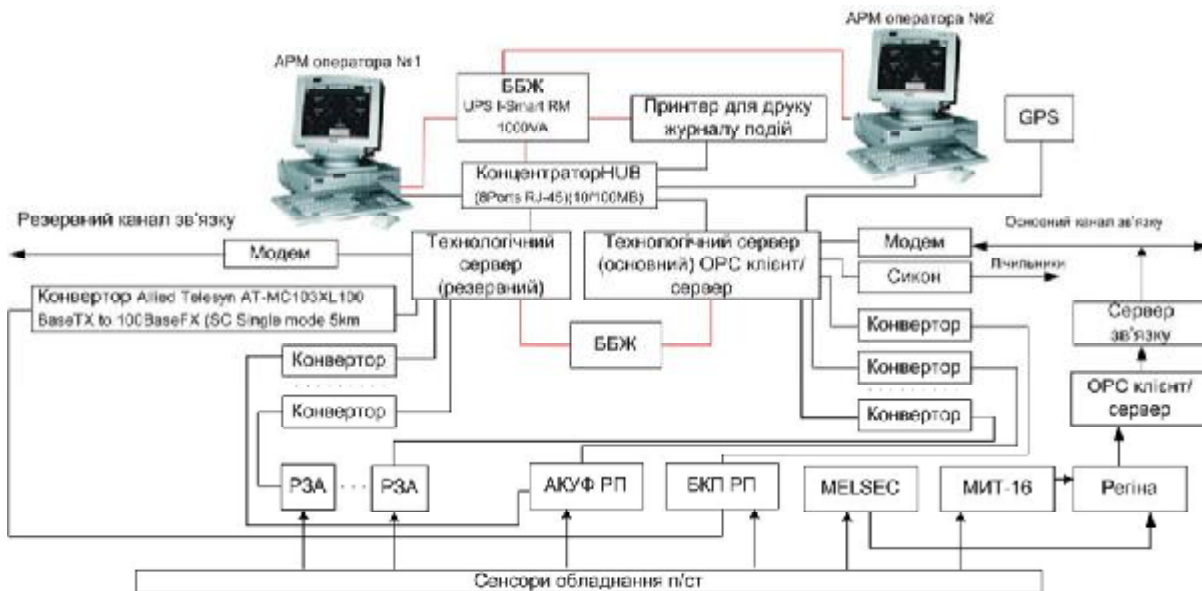 АРМ оператора №2
АРМ оператора №1
ББЖ
UPS I-Smart RM
1000VA
Принтер для друку
журналу подій
GPS
КонцентраторHUB
(8Ports RJ-45)(10/100MB)
Резервний канал зв'язку
Модем
Технологічний
сервер
(резервний)
Технологічний сервер
(основний) ОРС клієнт/
сервер
Модем
Основний канал зв'язку
Сикон
Лічильники
Конвертор Allied Telesyn AT-MC103XL100
BaseTX to 100BaseFX (SC Single mode 5km
Сервер
зв'язку
Конвертор
ББЖ
Конвертор
Конвертор
Конвертор
Конвертор
ОРС клієнт/
сервер
РЗА
РЗА
АКУФ РП
БКП РП
MELSEC
МИТ-16
Регіна
Сенсори обладнання п/ст